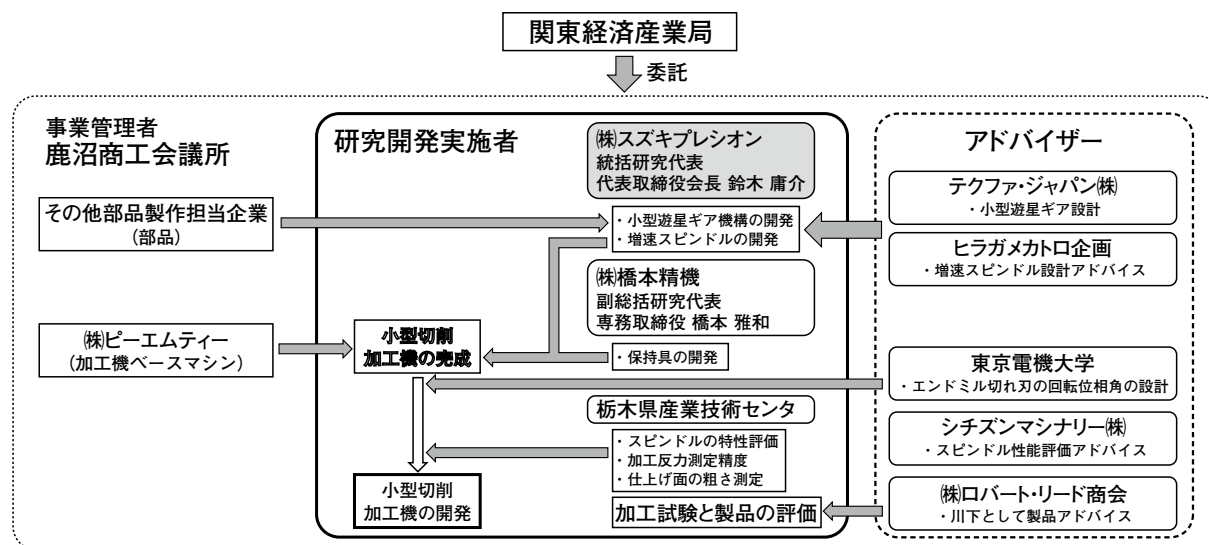 関東経済産業局
委託
事業管理者
鹿沼商工会議所
その他部品製作担当企業
(部品)
㈱ピーエムティー
(加工機ベースマシン)
研究開発実施者
㈱スズキプレシオン
統括研究代表
代表取締役会長 鈴木 庸介
・小型遊星ギア機構の開発
・増速スピンドルの開発
㈱橋本精機
副総括研究代表
専務取締役 橋本 雅和
・保持具の開発
小型切削
加工機の完成
栃木県産業技術センタ
・スピンドルの特性評価
・加工反力測定精度
・仕上げ面の粗さ測定
小型切削
加工機の開発
加工試験と製品の評価
アドバイザー
テクファ・ジャパン㈱
・小型遊星ギア設計
ヒラガメカトロ企画
・増速スピンドル設計アドバイス
東京電機大学
・エンドミル切れ刃の回転位相角の設計
シチズンマシナリー㈱
・スピンドル性能評価アドバイス
㈱ロバート・リード商会
・川下として製品アドバイス